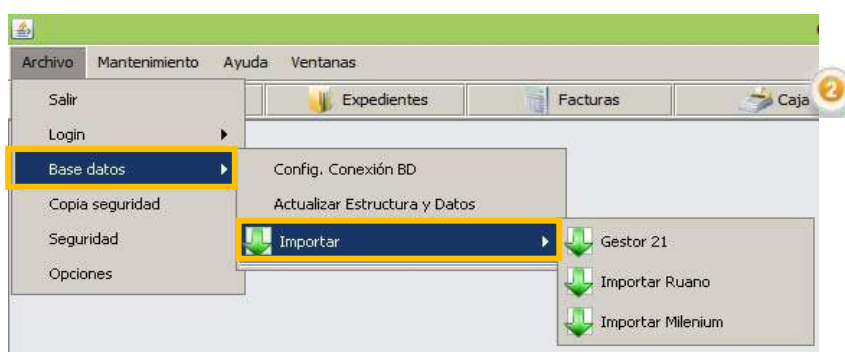 Archivo Mantenimiento Ayuda Ventanas
Expedientes Facturas Caja 2
Salir
Login
Base datos
Copia seguridad
Seguridad
Opciones
Config. Conexión BD
Actualizar Estructura y Datos
Importar
Gestor 21
Importar Ruano
Importar Milenium